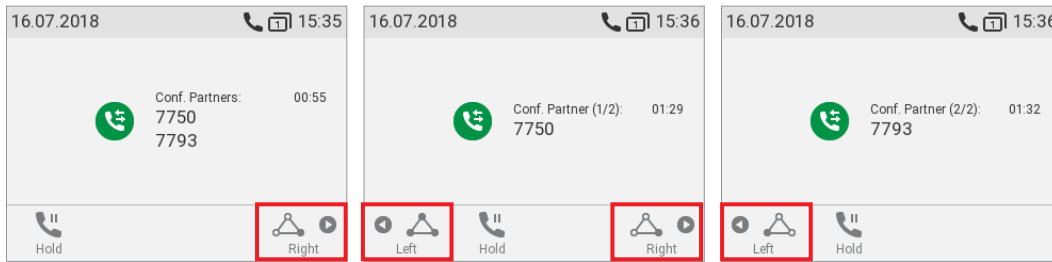 16.07.2018 1 15:35
Conf. Partners: 00:55
7750
7793
Hold Right
16.07.2018 1 15:36
Conf. Partner (1/2): 01:29
7750
Left Hold Right
16.07.2018 1 15:36
Conf. Partner (2/2): 01:32
7793
Left Hold